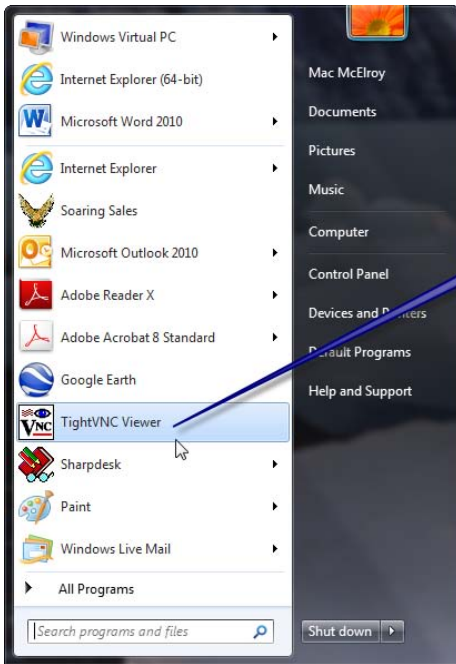 Windows Virtual PC
Internet Explorer (64-bit)
Microsoft Word 2010
Internet Explorer
Soaring Sales
Microsoft Outlook 2010
Adobe Reader X
Adobe Acrobat 8 Standard
Google Earth
VNC TightVNC Viewer
Sharpdesk
Paint
Windows Live Mail
All Programs
Search programs and files
Mac McElroy
Documents
Pictures
Music
Computer
Control Panel
Devices and Printers
Default Programs
Help and Support
Shut down